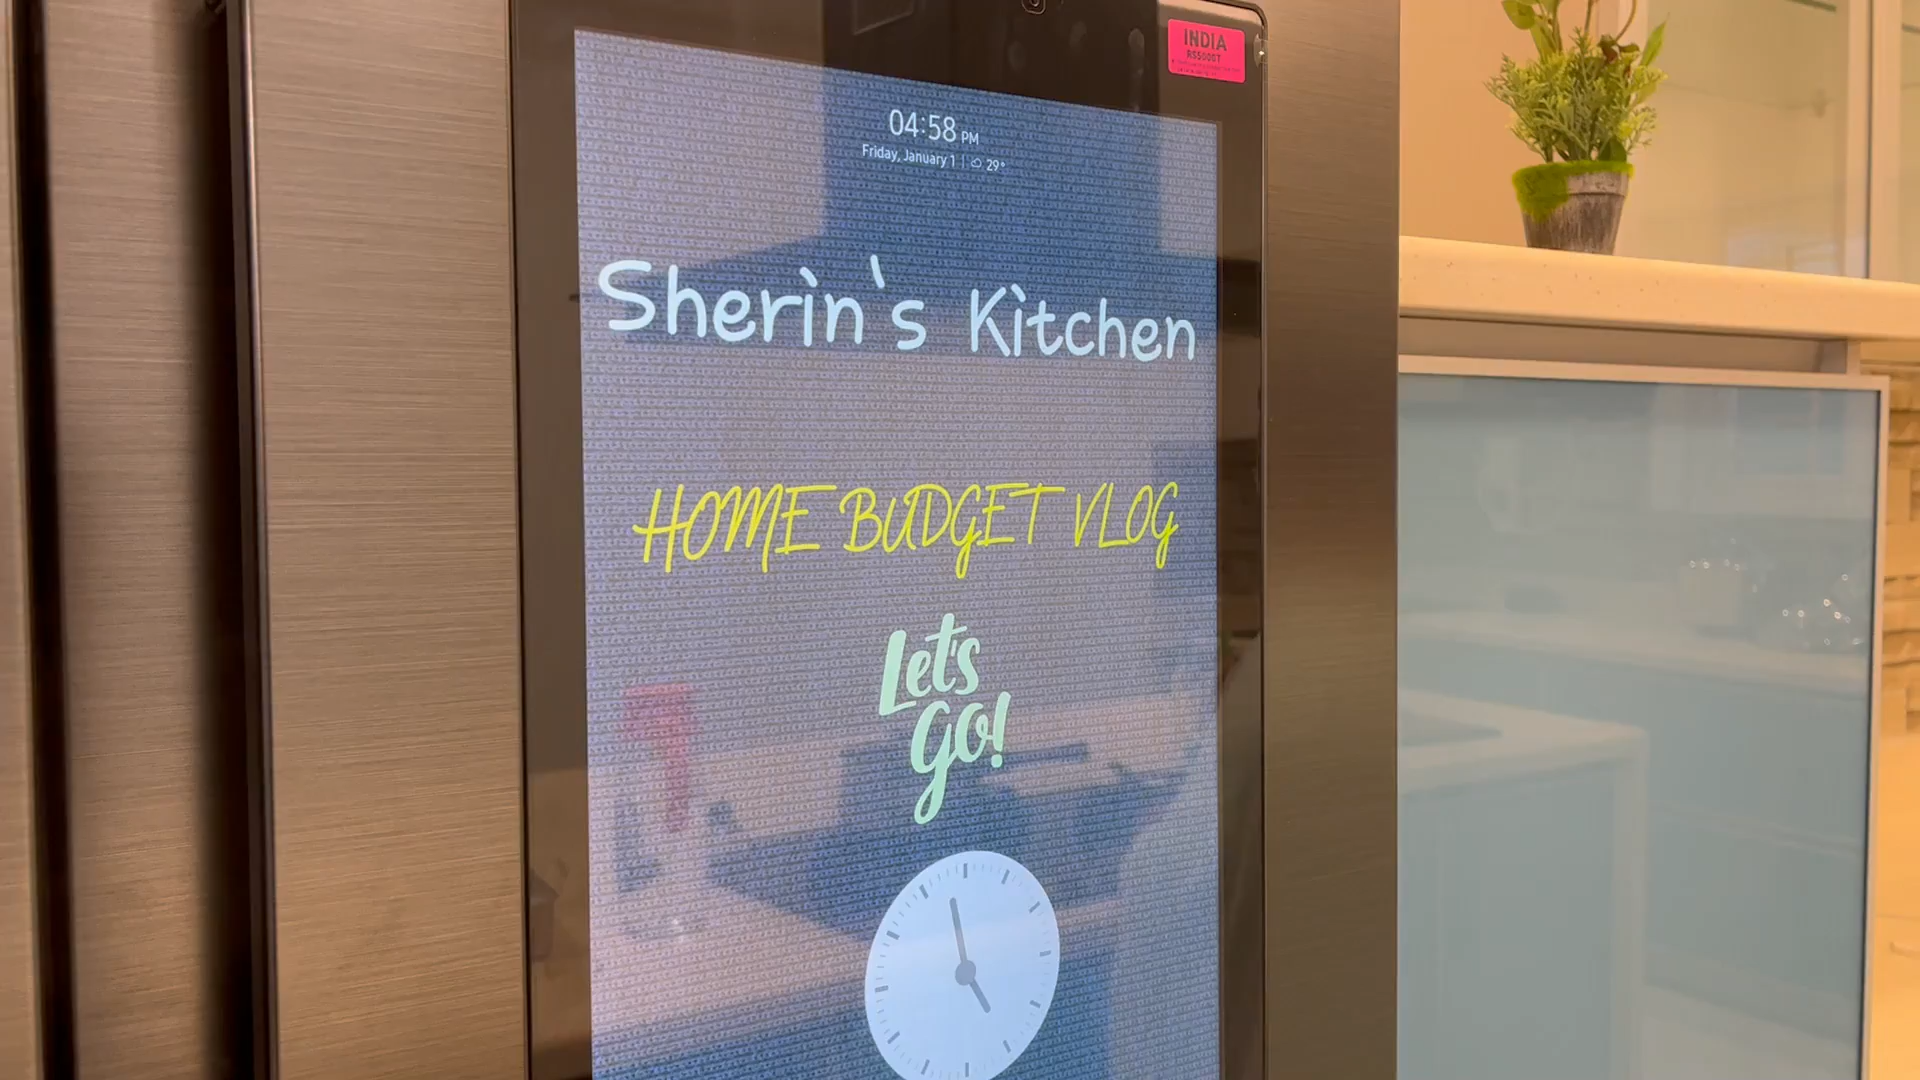 INDIA
04:58 PM
Friday, January 1 | 29°
Sherin's Kitchen
HOME BUDGET VLOG
Let's
go!